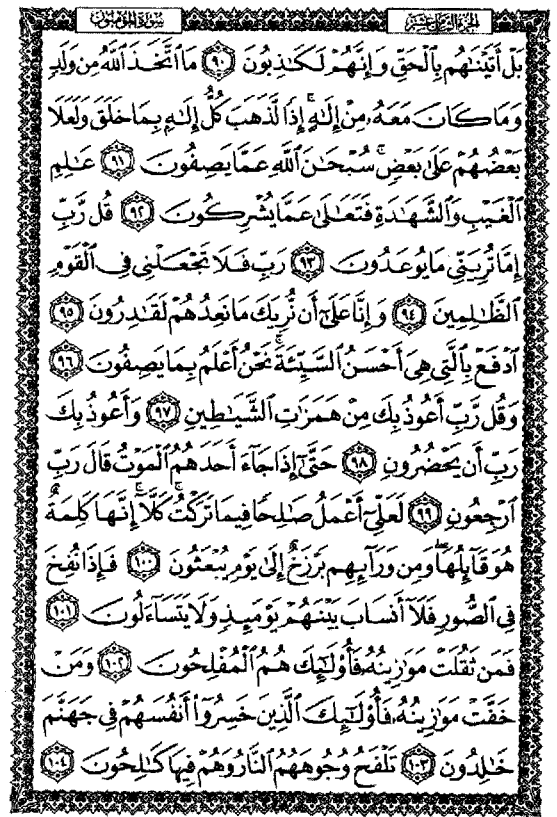 سورة المؤمنون
الجزء الثامن عشر
بَلْ أَتَيْنَٰهُم بِٱلْحَقِّ وَإِنَّهُمْ لَكَٰذِبُونَ ۝٩٠ مَا ٱتَّخَذَ ٱللَّهُ مِن وَلَدٍ
وَمَا كَانَ مَعَهُۥ مِنْ إِلَٰهٍ ۚ إِذًا لَّذَهَبَ كُلُّ إِلَٰهٍۭ بِمَا خَلَقَ وَلَعَلَا
بَعْضُهُمْ عَلَىٰ بَعْضٍ ۚ سُبْحَٰنَ ٱللَّهِ عَمَّا يَصِفُونَ ۝٩١ عَٰلِمِ
ٱلْغَيْبِ وَٱلشَّهَٰدَةِ فَتَعَٰلَىٰ عَمَّا يُشْرِكُونَ ۝٩٢ قُل رَّبِّ
إِمَّا تُرِيَنِّى مَا يُوعَدُونَ ۝٩٣ رَبِّ فَلَا تَجْعَلْنِى فِى ٱلْقَوْمِ
ٱلظَّٰلِمِينَ ۝٩٤ وَإِنَّا عَلَىٰٓ أَن نُّرِيَكَ مَا نَعِدُهُمْ لَقَٰدِرُونَ ۝٩٥
ٱدْفَعْ بِٱلَّتِى هِىَ أَحْسَنُ ٱلسَّيِّئَةَ ۚ نَحْنُ أَعْلَمُ بِمَا يَصِفُونَ ۝٩٦
وَقُل رَّبِّ أَعُوذُ بِكَ مِنْ هَمَزَٰتِ ٱلشَّيَٰطِينِ ۝٩٧ وَأَعُوذُ بِكَ
رَبِّ أَن يَحْضُرُونِ ۝٩٨ حَتَّىٰٓ إِذَا جَآءَ أَحَدَهُمُ ٱلْمَوْتُ قَالَ رَبِّ
ٱرْجِعُونِ ۝٩٩ لَعَلِّىٓ أَعْمَلُ صَٰلِحًا فِيمَا تَرَكْتُ ۚ كَلَّآ ۚ إِنَّهَا كَلِمَةٌ
هُوَ قَآئِلُهَا ۖ وَمِن وَرَآئِهِم بَرْزَخٌ إِلَىٰ يَوْمِ يُبْعَثُونَ ۝١٠٠ فَإِذَا نُفِخَ
فِى ٱلصُّورِ فَلَآ أَنسَابَ بَيْنَهُمْ يَوْمَئِذٍ وَلَا يَتَسَآءَلُونَ ۝١٠١
فَمَن ثَقُلَتْ مَوَٰزِينُهُۥ فَأُو۟لَٰٓئِكَ هُمُ ٱلْمُفْلِحُونَ ۝١٠٢ وَمَنْ
خَفَّتْ مَوَٰزِينُهُۥ فَأُو۟لَٰٓئِكَ ٱلَّذِينَ خَسِرُوٓا۟ أَنفُسَهُمْ فِى جَهَنَّمَ
خَٰلِدُونَ ۝١٠٣ تَلْفَحُ وُجُوهَهُمُ ٱلنَّارُ وَهُمْ فِيهَا كَٰلِحُونَ ۝١٠٤